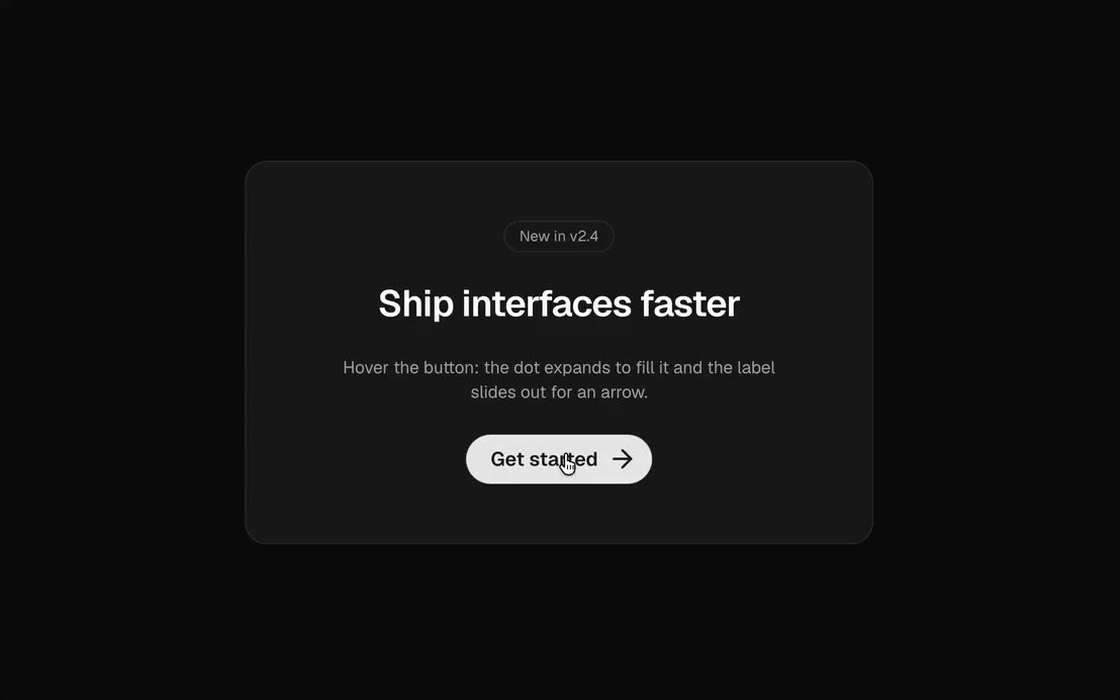 New in v2.4
Ship interfaces faster
Hover the button: the dot expands to fill it and the label
slides out for an arrow.
Get started